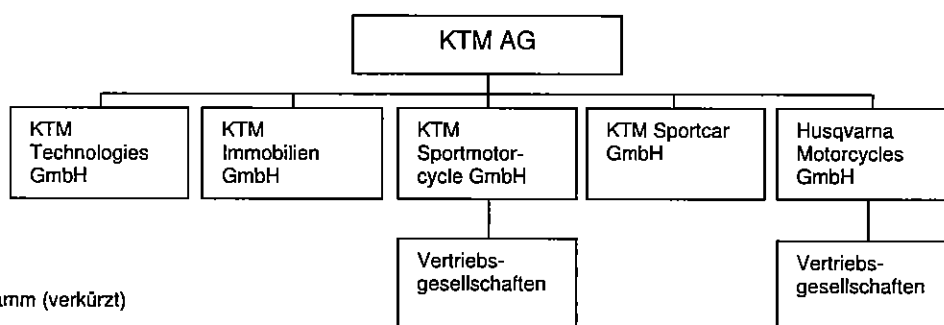 KTM AG
KTM
Technologies
GmbH
KTM
Immobilien
GmbH
KTM
Sportmotor-
cycle GmbH
KTM Sportcar
GmbH
Husqvarna
Motorcycles
GmbH
Vertriebs-
gesellschaften
Vertriebs-
gesellschaften
(verkürzt)